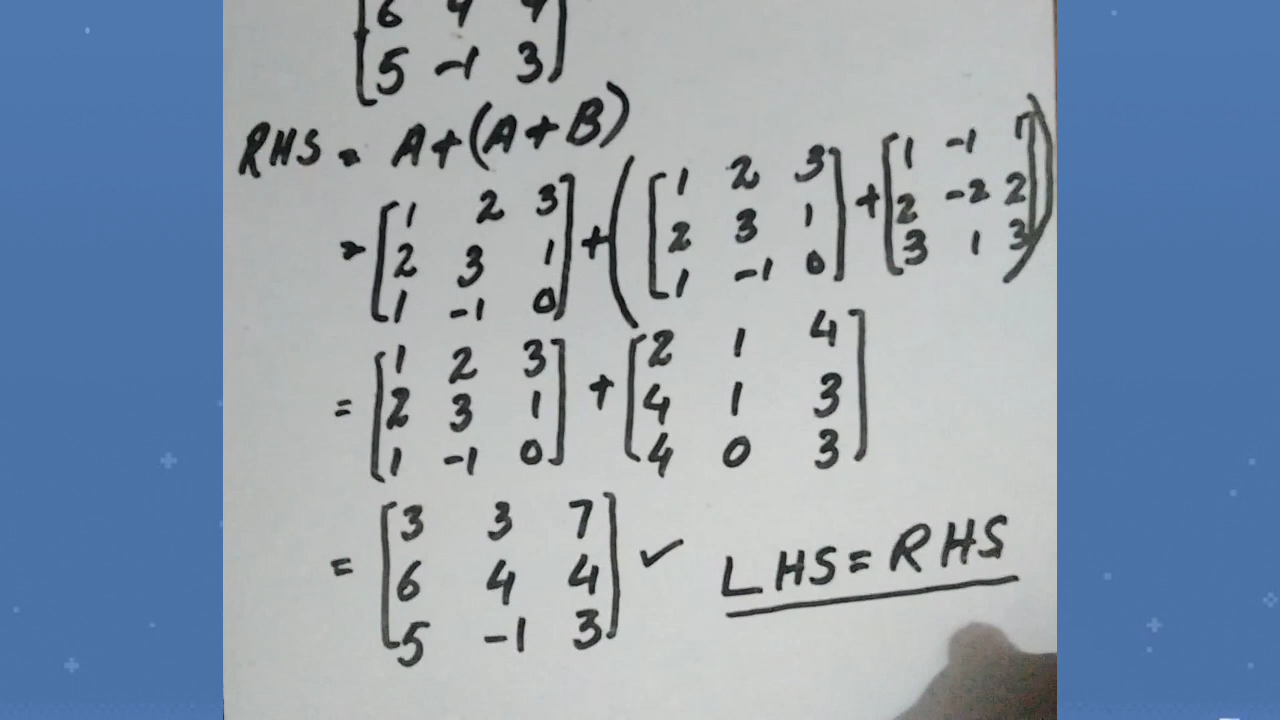 6 4 4
5 -1 3
RHS = A+(A+B)
= [1 2 3] + ([1 2 3] + [1 -1 1])
[2 3 1] [2 3 1] [2 -2 2]
[1 -1 0] [1 -1 0] [3 1 3]
= [1 2 3] + [2 1 4]
[2 3 1] [4 1 3]
[1 -1 0] [4 0 3]
= [3 3 7] ✓ LHS = RHS
[6 4 4]
[5 -1 3]